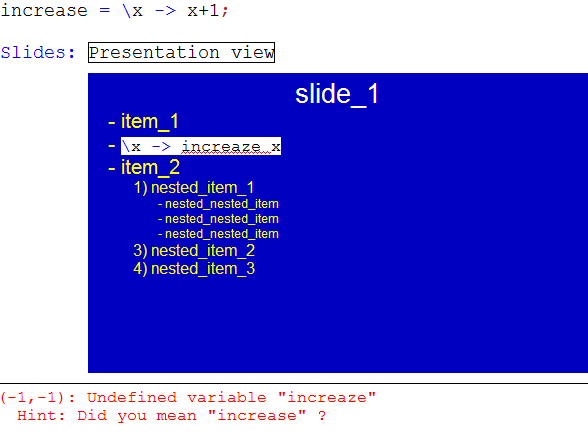 increase = \x -> x+1;
Slides: Presentation view
slide_1
- item_1
- \x -> increaze x
- item_2
1) nested_item_1
- nested_nested_item
- nested_nested_item
- nested_nested_item
3) nested_item_2
4) nested_item_3
(-1,-1): Undefined variable "increaze"
Hint: Did you mean "increase" ?